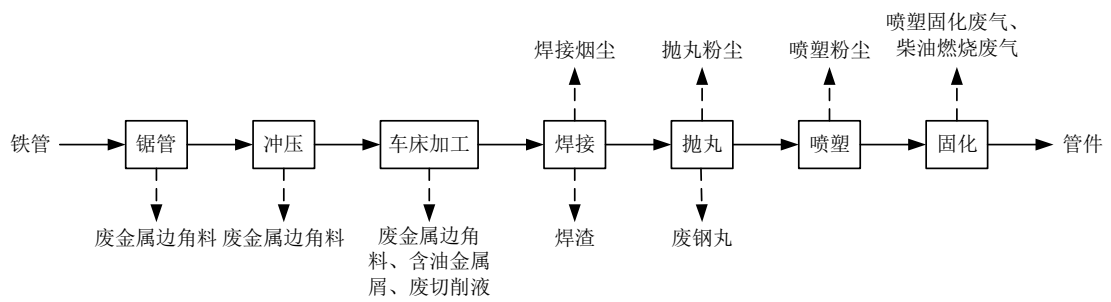 喷塑固化废气、
柴油燃烧废气
焊接烟尘
抛丸粉尘
喷塑粉尘
铁管
锯管
冲压
车床加工
焊接
抛丸
喷塑
固化
管件
废金属边角料
废金属边角料
废金属边角
料、含油金属
屑、废切削液
焊渣
废钢丸